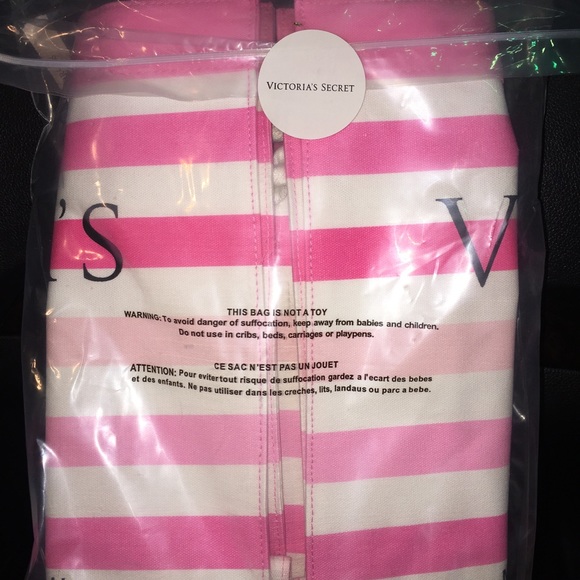 VICTORIA'S SECRET
'S V
THIS BAG IS NOT A TOY
WARNING: To avoid danger of suffocation, keep away from babies and children.
Do not use in cribs, beds, carriages or playpens.
CE SAC N'EST PAS UN JOUET
ATTENTION: Pour eviter tout risque de suffocation gardez a l'ecart des bebes
et des enfants. Ne pas utiliser dans les creches, lits, landaus ou parc a bebe.